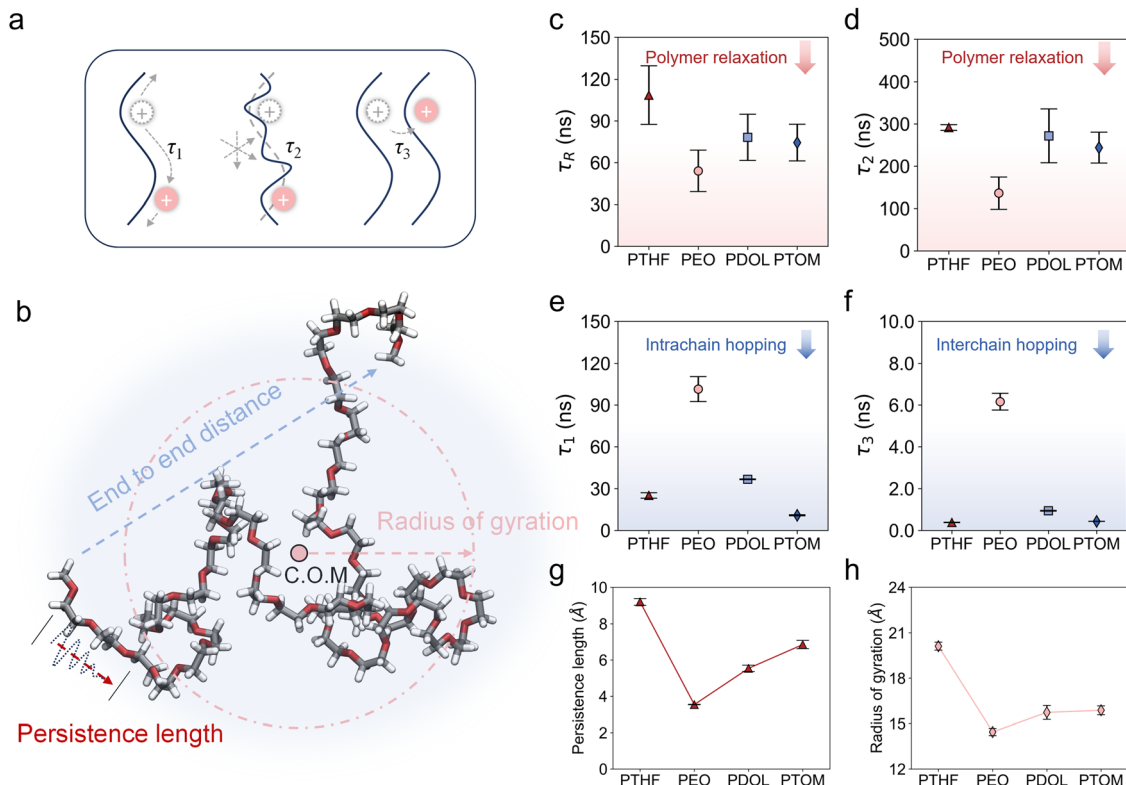 a
+
τ1
+
+
τ2
+
+
τ3
+
b
End to end distance
Radius of gyration
C.O.M
Persistence length
c
150
120
90
60
30
0
τR (ns)
Polymer relaxation
PTHF PEO PDOL PTOM
d
500
400
300
200
100
0
τ2 (ns)
Polymer relaxation
PTHF PEO PDOL PTOM
e
150
120
90
60
30
0
τ1 (ns)
Intrachain hopping
PTHF PEO PDOL PTOM
f
10.0
8.0
6.0
4.0
2.0
0.0
τ3 (ns)
Interchain hopping
PTHF PEO PDOL PTOM
g
10
8
6
4
2
0
Persistence length (Å)
PTHF PEO PDOL PTOM
h
24
21
18
15
12
Radius of gyration (Å)
PTHF PEO PDOL PTOM